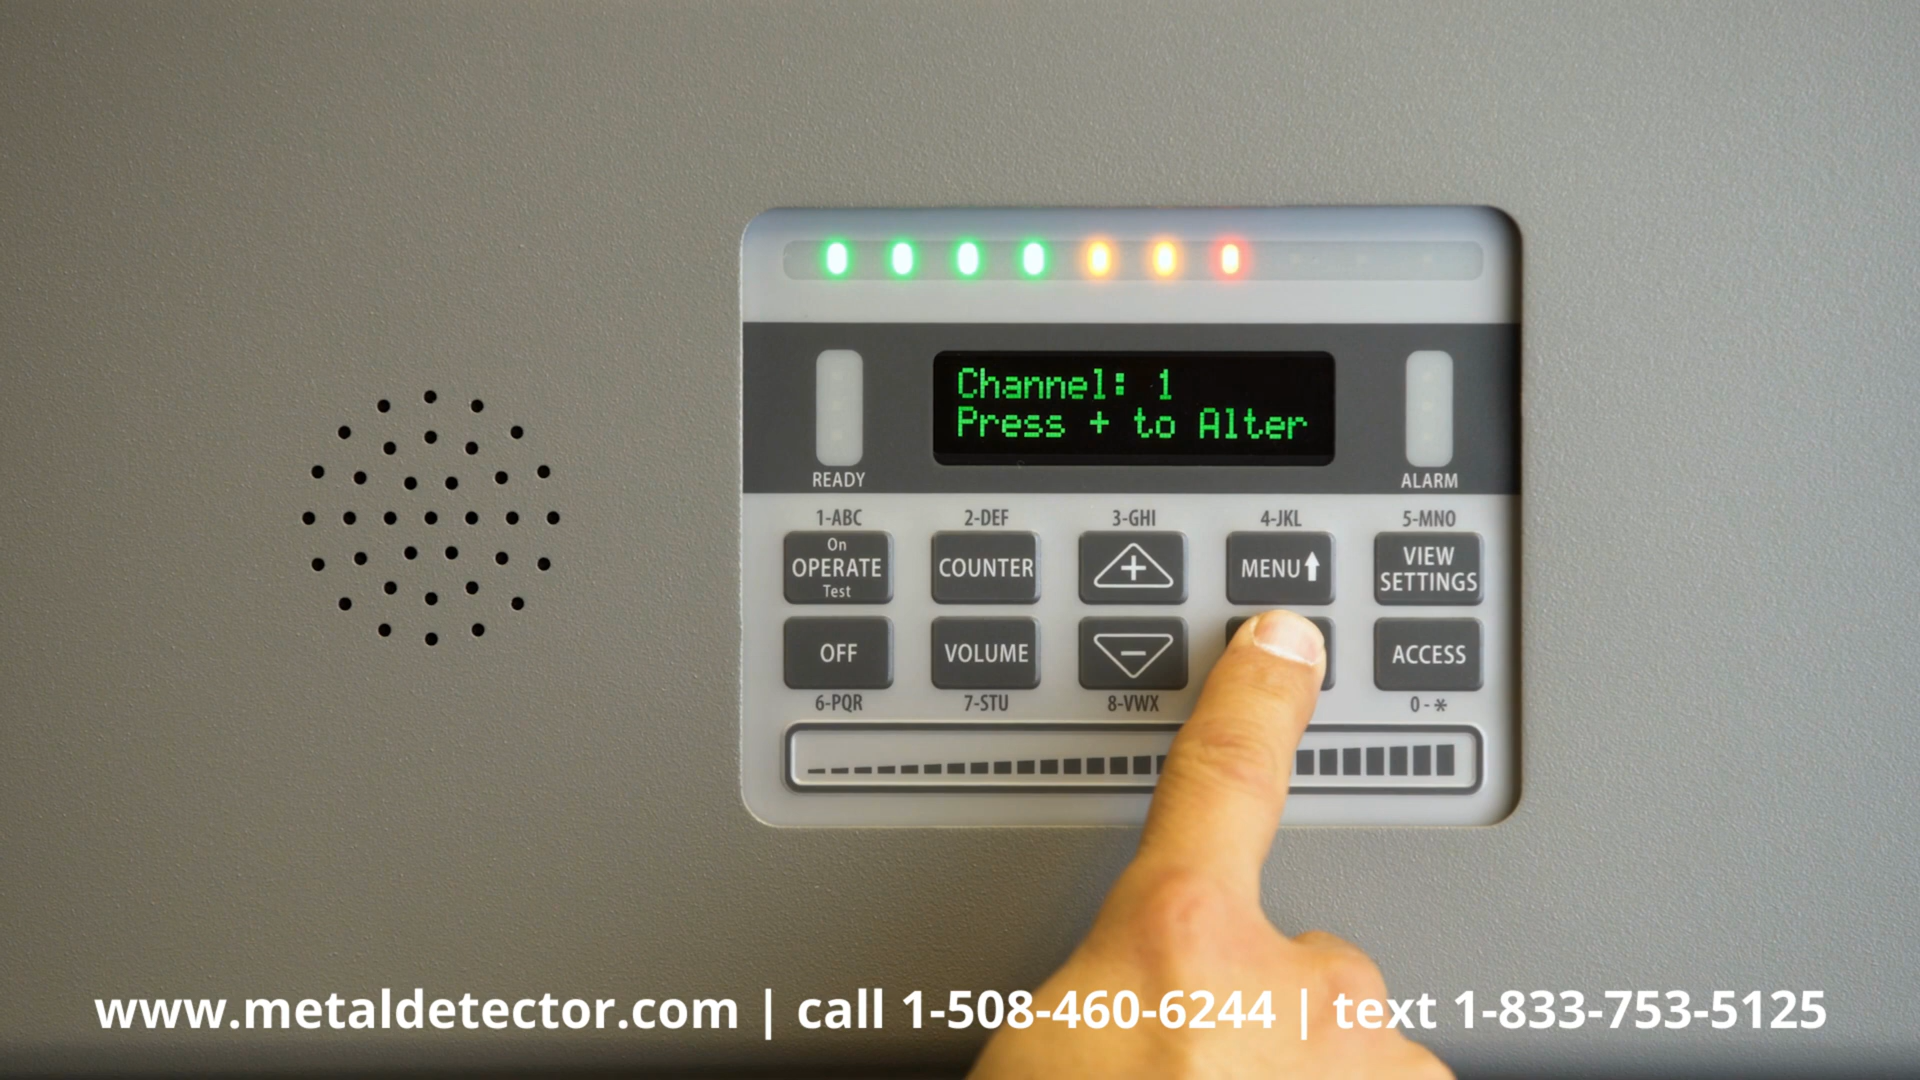 Channel: 1
Press + to Alter
READY
ALARM
1-ABC
2-DEF
3-GHI
4-JKL
5-MNO
On
OPERATE
Test
COUNTER
+
MENU↑
VIEW
SETTINGS
OFF
VOLUME
−
ACCESS
6-PQR
7-STU
8-VWX
0-*
www.metaldetector.com | call 1-508-460-6244 | text 1-833-753-5125